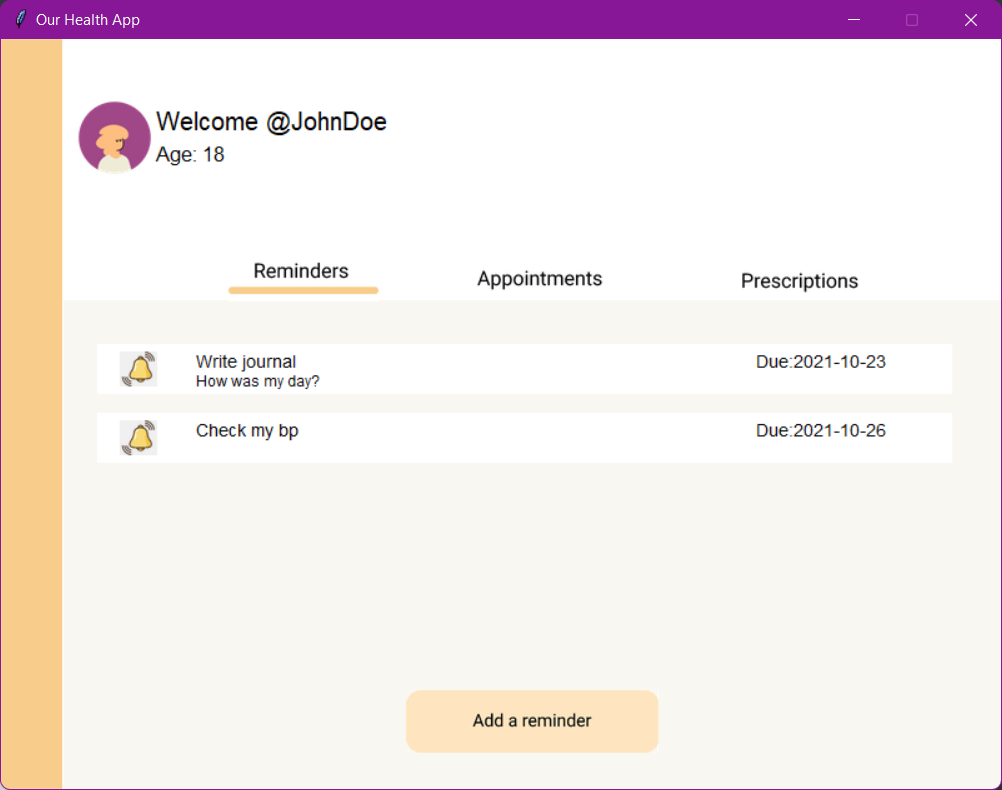 Our Health App
Welcome @JohnDoe
Age: 18
Reminders
Appointments
Prescriptions
Write journal
Due:2021-10-23
How was my day?
Check my bp
Due:2021-10-26
Add a reminder